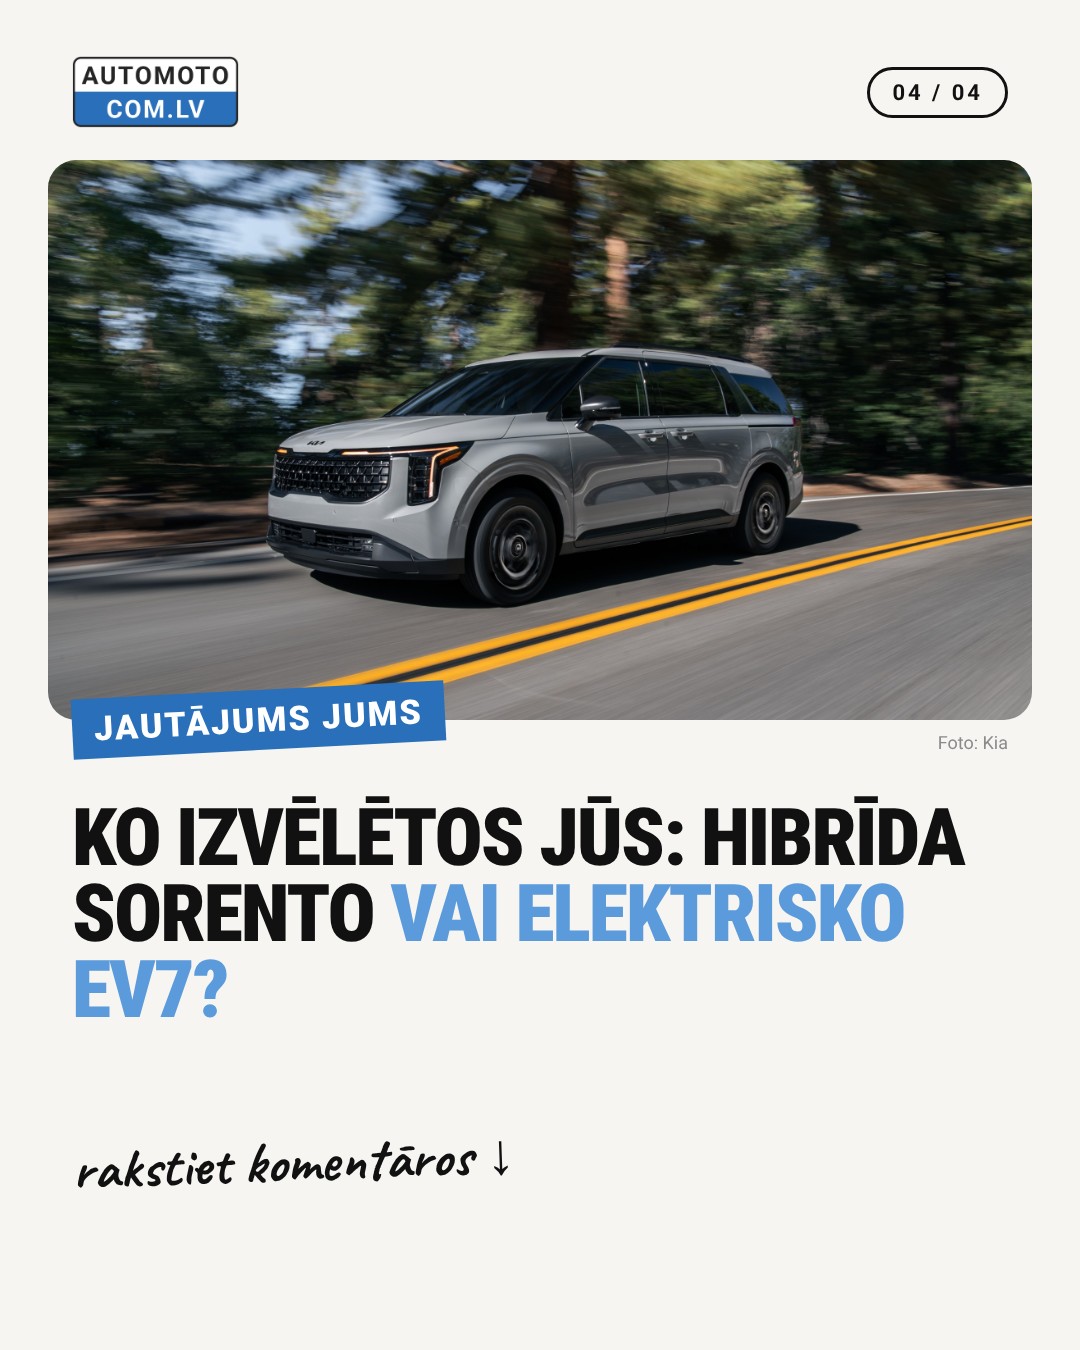 AUTOMOTO
COM.LV
04 / 04
JAUTĀJUMS JUMS
Foto: Kia
KO IZVĒLĒTOS JŪS: HIBRĪDA
SORENTO VAI ELEKTRISKO
EV7?
rakstiet komentāros ↓